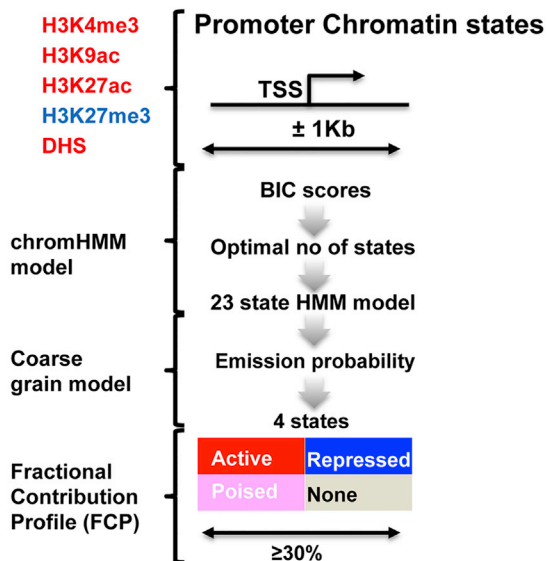 Promoter Chromatin states
H3K4me3
H3K9ac
H3K27ac
H3K27me3
DHS
TSS
± 1Kb
chromHMM
model
BIC scores
Optimal no of states
23 state HMM model
Coarse
grain model
Emission probability
4 states
Fractional
Contribution
Profile (FCP)
Active
Repressed
Poised
None
≥30%